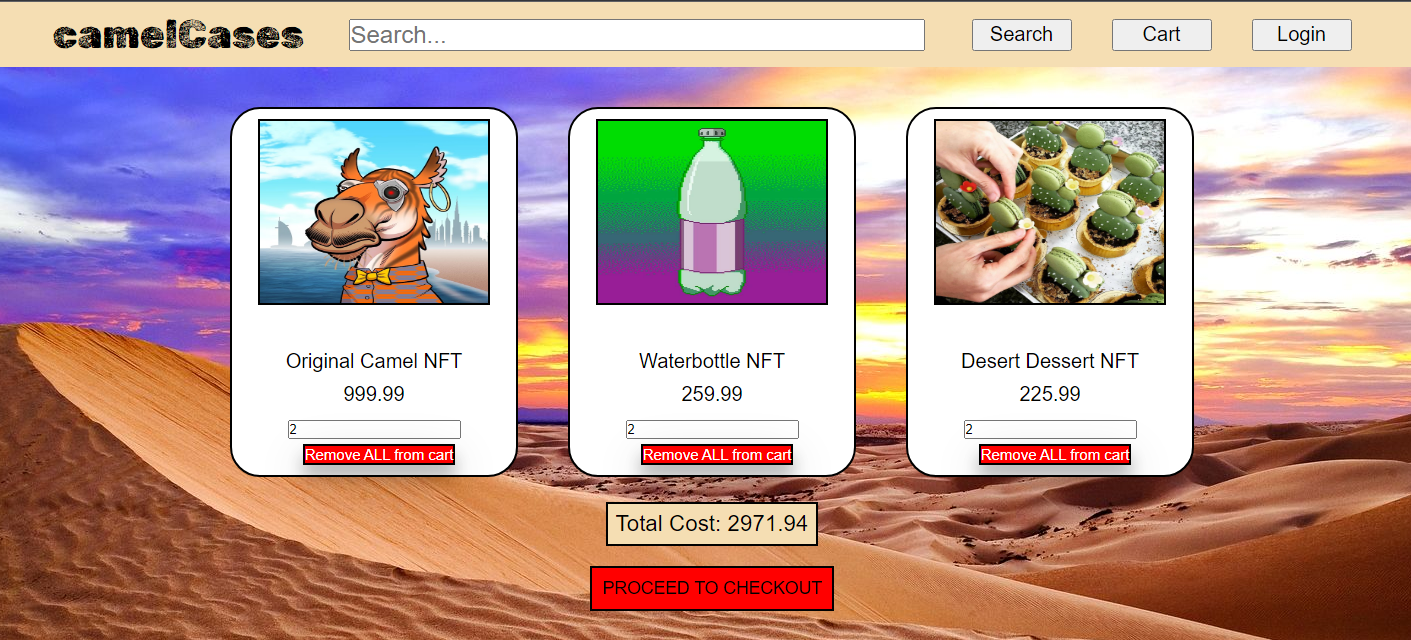 camelCases
Search...
Search
Cart
Login
Original Camel NFT
999.99
2
Remove ALL from cart
Waterbottle NFT
259.99
2
Remove ALL from cart
Desert Dessert NFT
225.99
2
Remove ALL from cart
Total Cost: 2971.94
PROCEED TO CHECKOUT